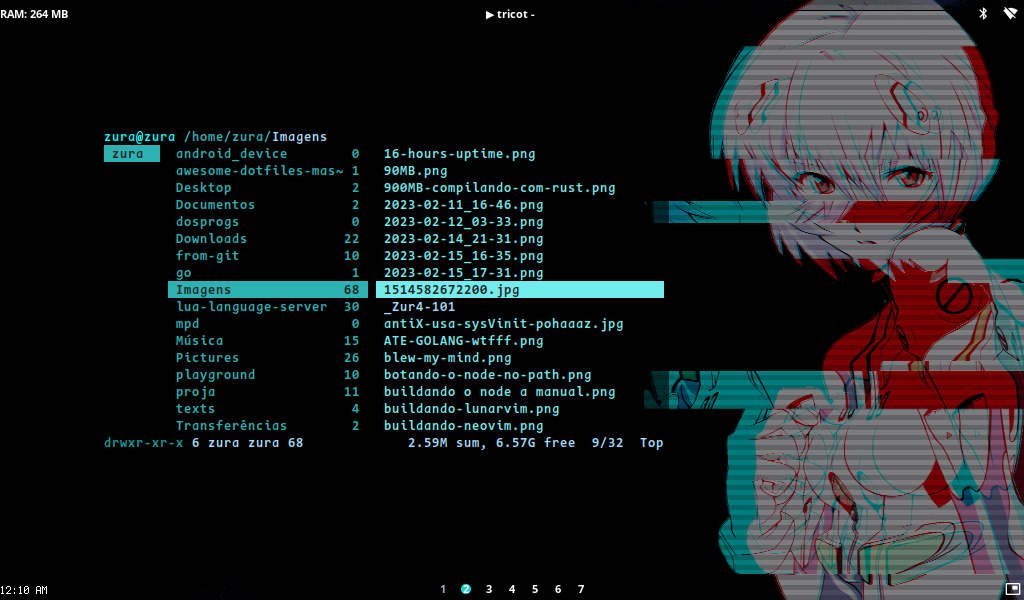 RAM: 264 MB
▶ tricot -
zura@zura /home/zura/Imagens
zura android_device 0 16-hours-uptime.png
awesome-dotfiles-mas~ 1 90MB.png
Desktop 2 900MB-compilando-com-rust.png
Documentos 2 2023-02-11_16-46.png
dosprogs 0 2023-02-12_03-33.png
Downloads 22 2023-02-14_21-31.png
from-git 10 2023-02-15_16-35.png
go 1 2023-02-15_17-31.png
Imagens 68 1514582672200.jpg
lua-language-server 30 _Zur4-101
mpd 0 antiX-usa-sysVinit-pohaaaz.jpg
Música 15 ATE-GOLANG-wtfff.png
Pictures 26 blew-my-mind.png
playground 10 botando-o-node-no-path.png
proja 11 buildando o node a manual.png
texts 4 buildando-lunarvim.png
Transferências 2 buildando-neovim.png
drwxr-xr-x 6 zura zura 68 2.59M sum, 6.57G free 9/32 Top
12:10 AM
1 2 3 4 5 6 7